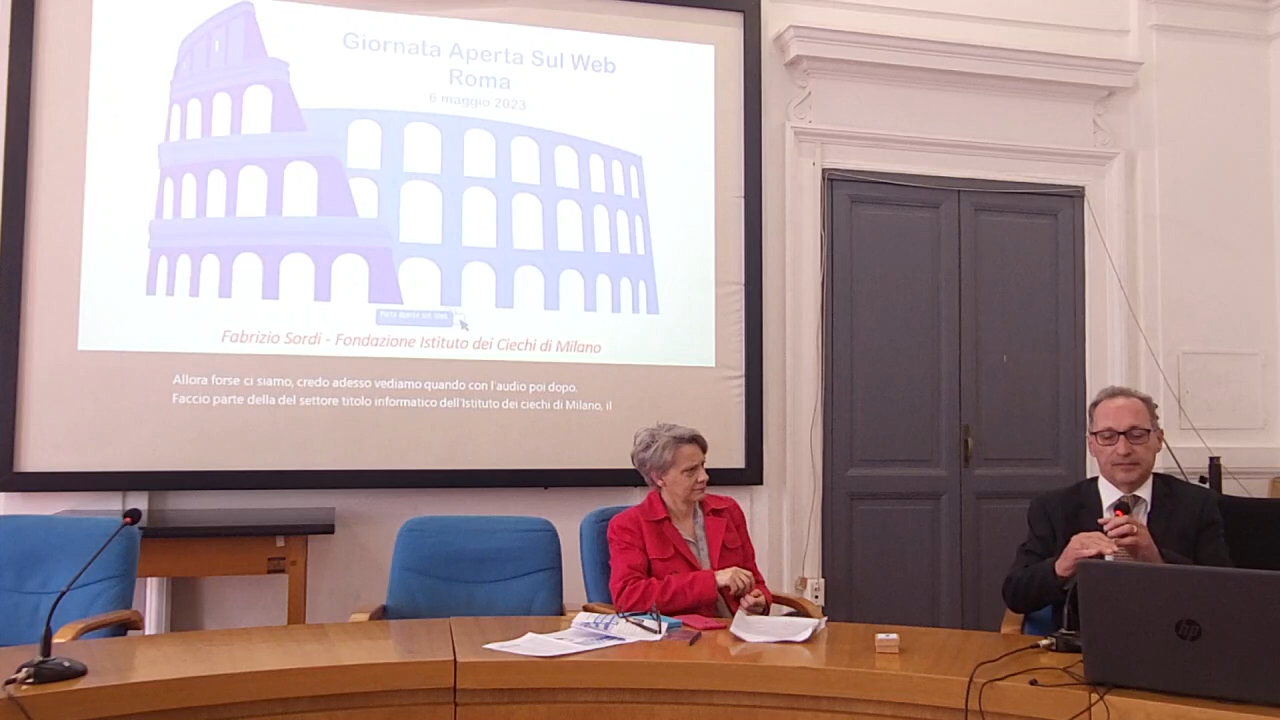 Giornata Aperta Sul Web
Roma
6 maggio 2023
Fabrizio Sordi - Fondazione Istituto dei Ciechi di Milano
Allora forse ci siamo, credo adesso vediamo quando con l'audio poi dopo.
Faccio parte della del settore titolo informatico dell'Istituto dei ciechi di Milano, il
hp